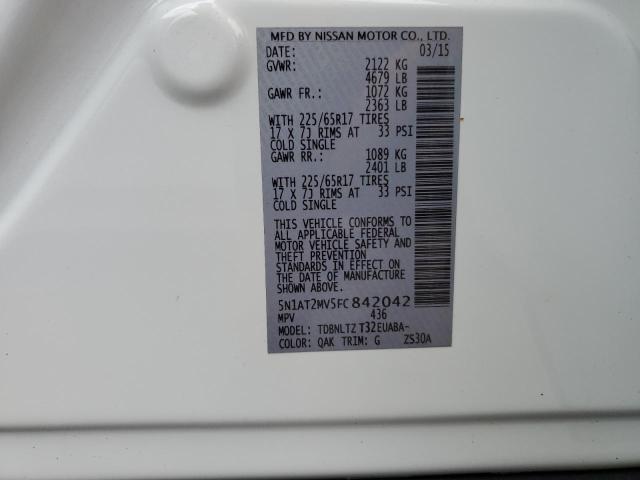 MFD BY NISSAN MOTOR CO., LTD.
DATE: 03/15
GVWR: 2122 KG
4679 LB
GAWR FR.: 1072 KG
2363 LB
WITH 225/65R17 TIRES
17 X 7J RIMS AT 33 PSI
COLD SINGLE
GAWR RR.: 1089 KG
2401 LB
WITH 225/65R17 TIRES
17 X 7J RIMS AT 33 PSI
COLD SINGLE
THIS VEHICLE CONFORMS TO
ALL APPLICABLE FEDERAL
MOTOR VEHICLE SAFETY AND
THEFT PREVENTION
STANDARDS IN EFFECT ON
THE DATE OF MANUFACTURE
SHOWN ABOVE.
5N1AT2MV5FC842042
MPV 436
MODEL: TDBNLTZ T32EUABA-
COLOR: QAK TRIM: G ZS30A